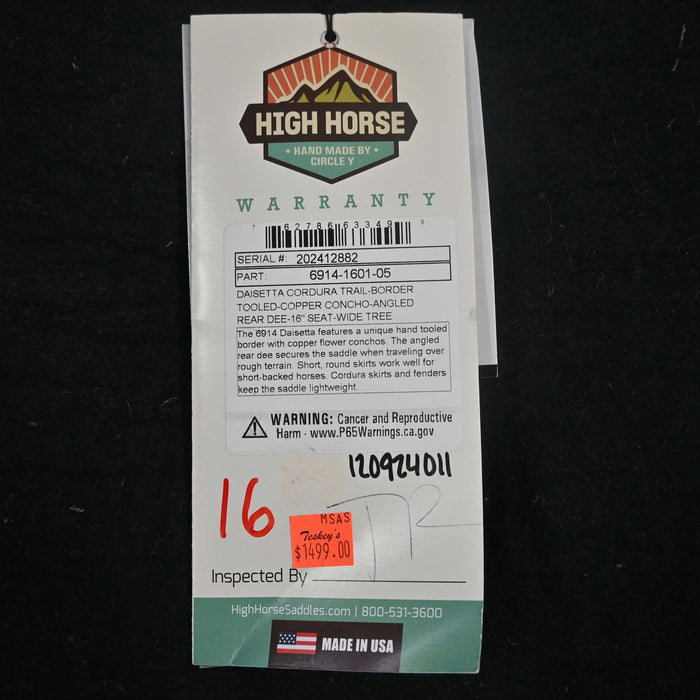 HIGH HORSE
• HAND MADE BY •
CIRCLE Y
WARRANTY
7 62786 63349 9
SERIAL #: 202412882
PART: 6914-1601-05
DAISETTA CORDURA TRAIL-BORDER
TOOLED-COPPER CONCHO-ANGLED
REAR DEE-16" SEAT-WIDE TREE
The 6914 Daisetta features a unique hand tooled
border with copper flower conchos. The angled
rear dee secures the saddle when traveling over
rough terrain. Short, round skirts work well for
short-backed horses. Cordura skirts and fenders
keep the saddle lightweight.
WARNING: Cancer and Reproductive
Harm - www.P65Warnings.ca.gov
120924011
16
MSAS
Teskey's
$1499.00
Inspected By
HighHorseSaddles.com | 800-531-3600
MADE IN USA